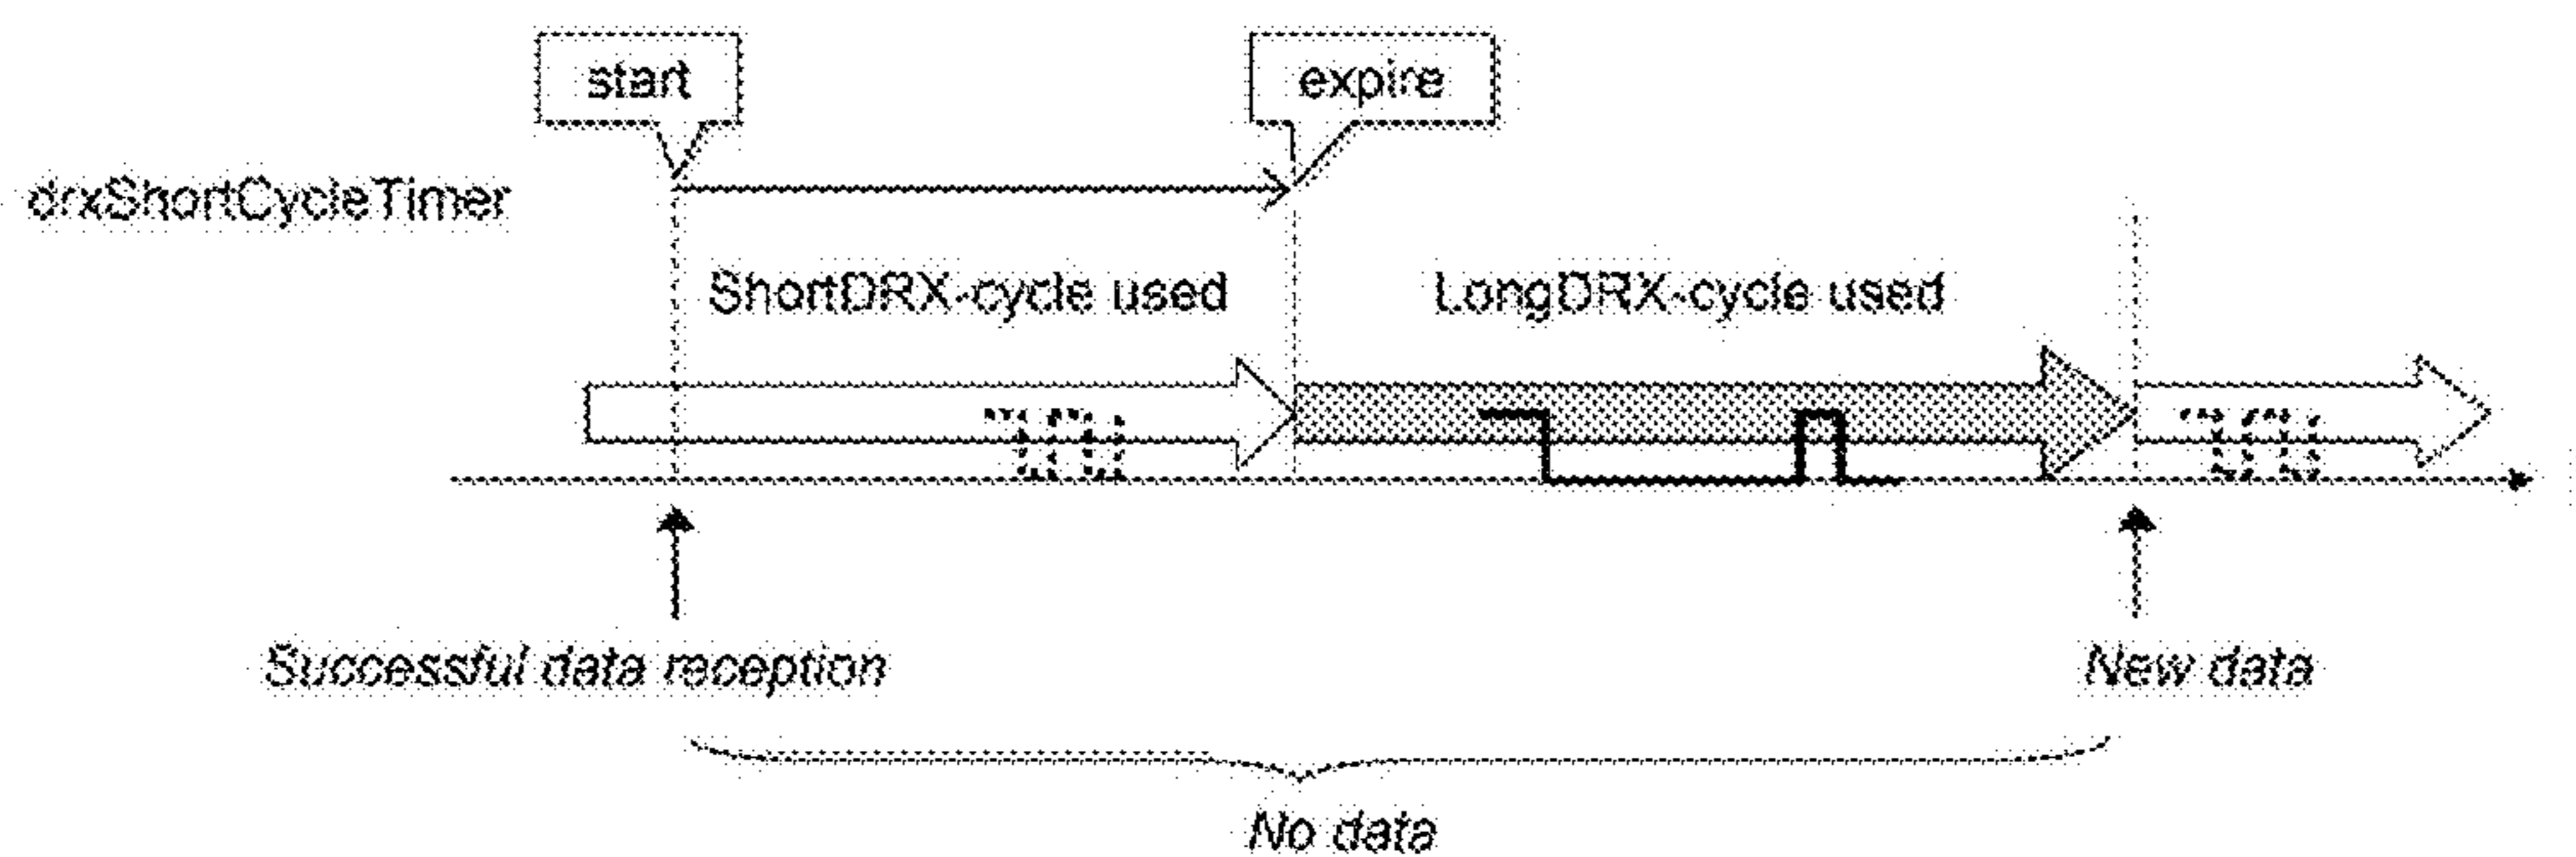 start
expire
drxShortCycleTimer
ShortDRX-cycle used
LongDRX-cycle used
Successful data reception
New data
No data